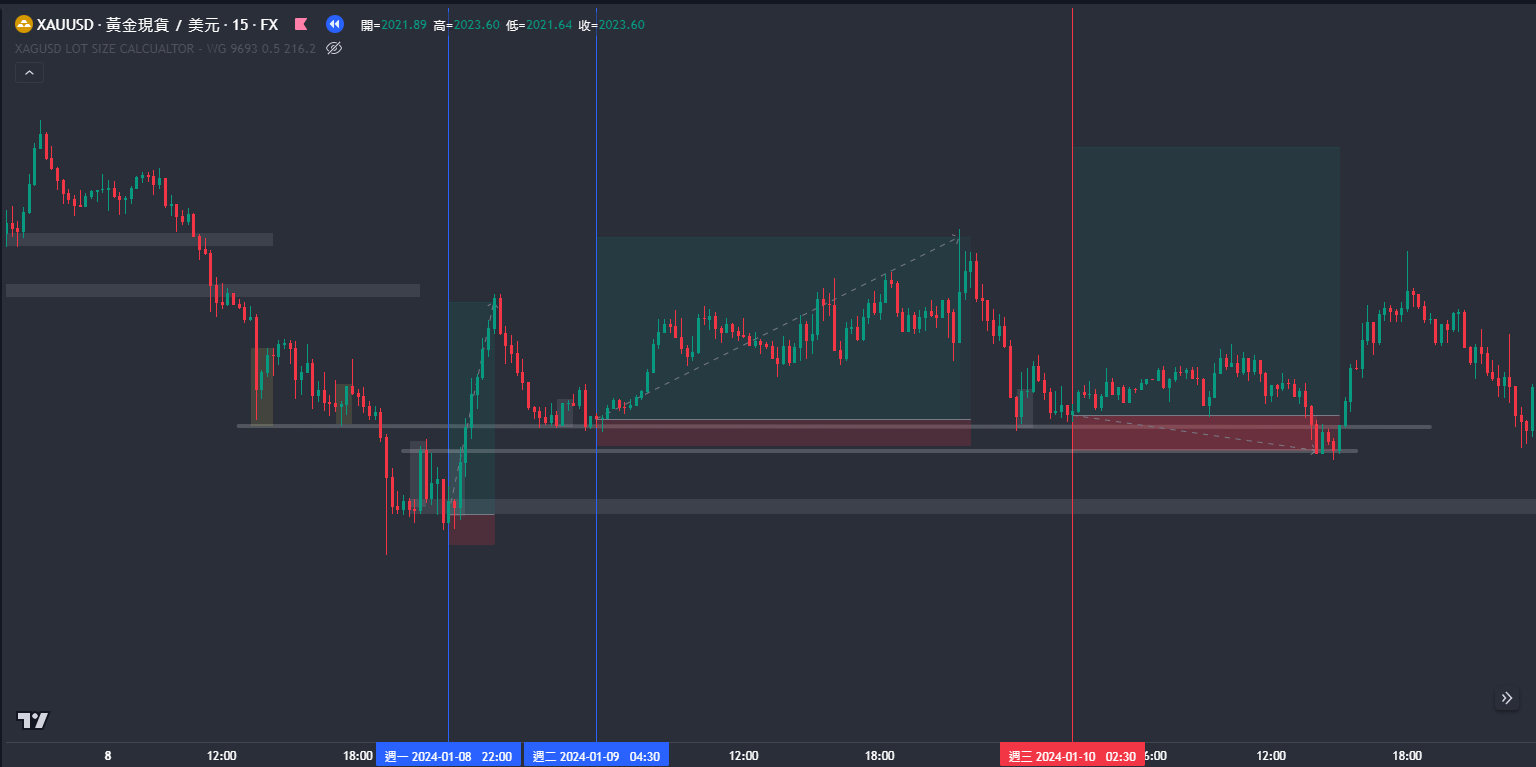 XAUUSD · 黃金現貨 / 美元 · 15 · FX 開=2021.89 高=2023.60 低=2021.64 收=2023.60
XAGUSD LOT SIZE CALCUALTOR - WG 9693 0.5 216.2
8 12:00 18:00 週一 2024-01-08 22:00 週二 2024-01-09 04:30 12:00 18:00 週三 2024-01-10 02:30 6:00 12:00 18:00